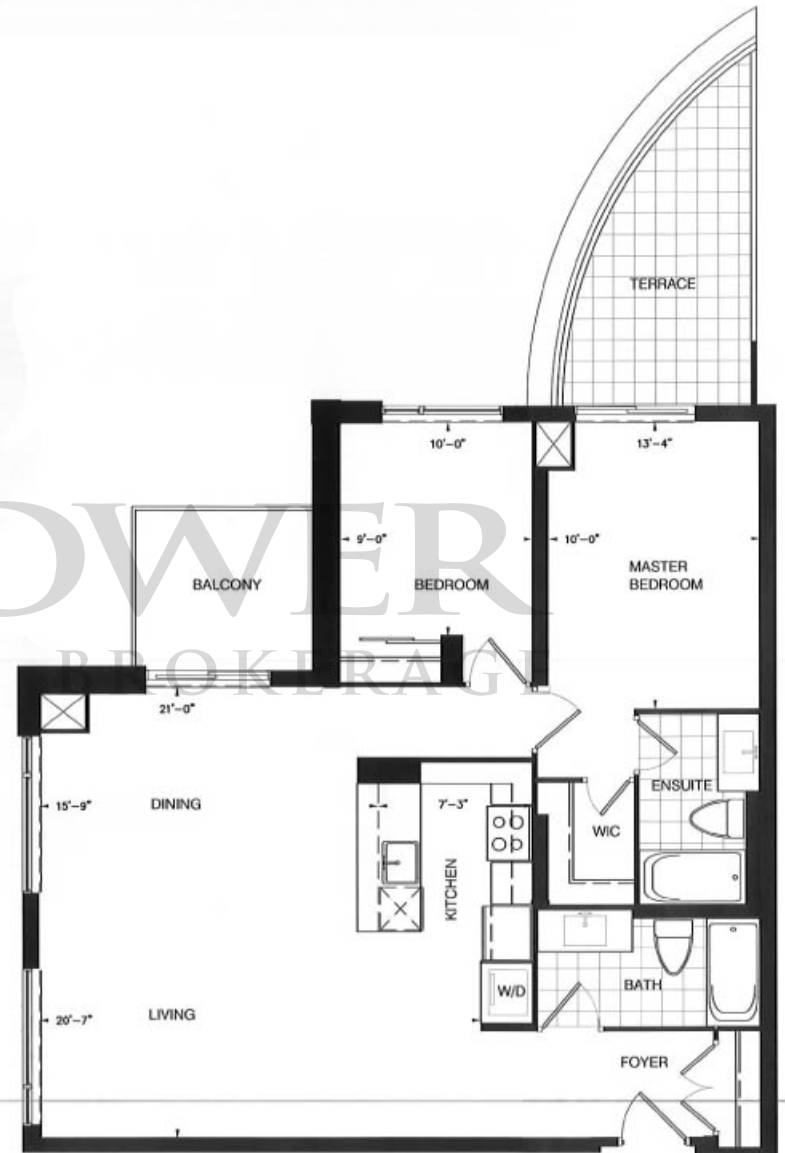 TERRACE
10'-0"
13'-4"
9'-0"
10'-0"
MASTER
BEDROOM
BALCONY
BEDROOM
OWER
BROKERAGE
21'-0"
15'-9"
DINING
7'-3"
ENSUITE
WIC
KITCHEN
20'-7"
LIVING
W/D
BATH
FOYER